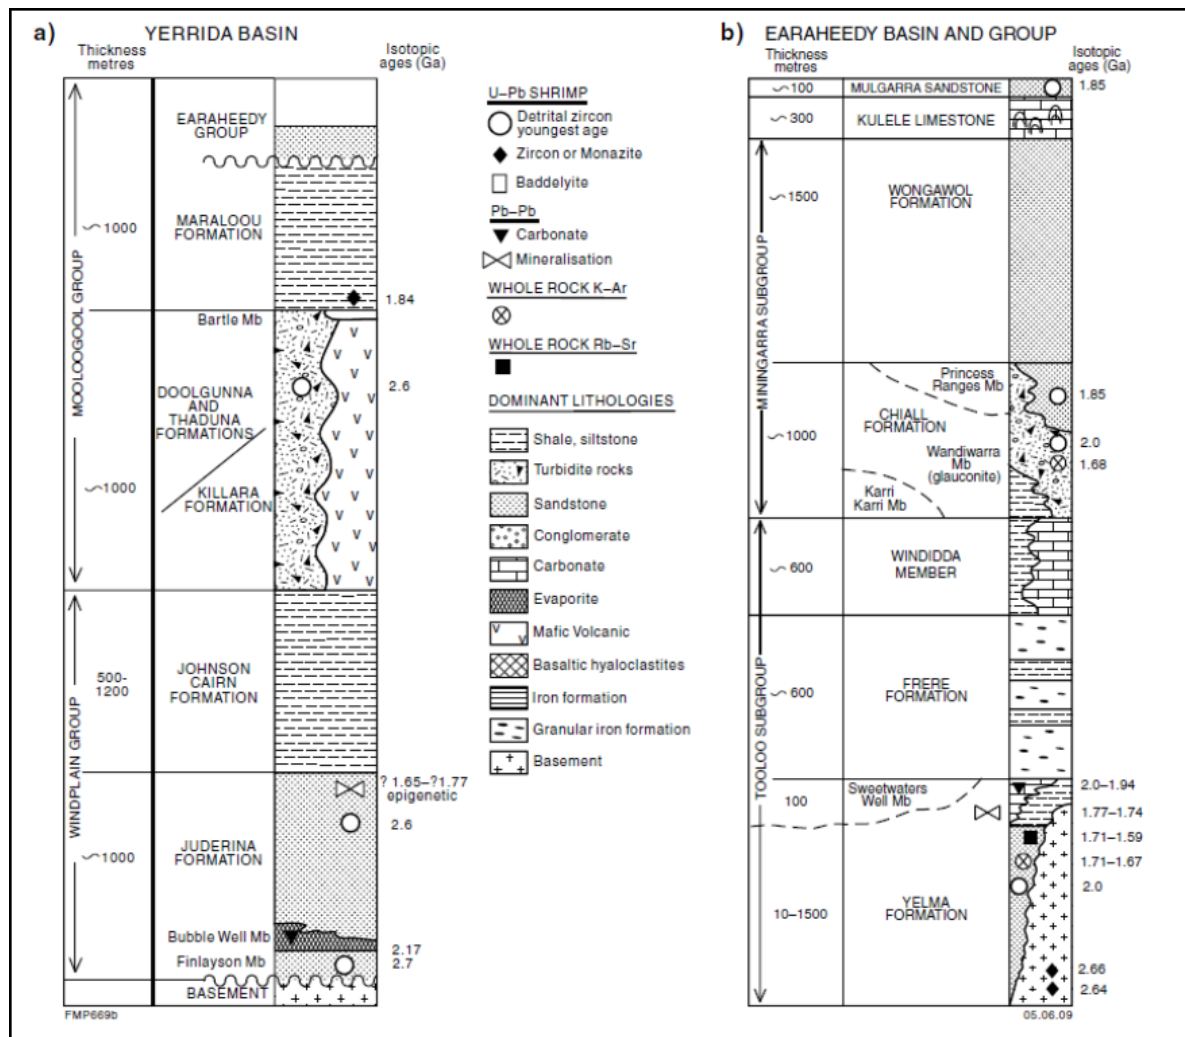 a) YERRIDA BASIN
Thickness
metres
Isotopic
ages (Ga)
EARAHEEDY
GROUP
MARALOOU
FORMATION
∽1000
1.84
MOOLOOGOOL GROUP
Bartle Mb
DOOLGUNNA
AND
THADUNA
FORMATIONS
2.6
∽1000
KILLARA
FORMATION
V V V
WINDPLAIN GROUP
500-
1200
JOHNSON
CAIRN
FORMATION
? 1.65–?1.77
epigenetic
2.6
JUDERINA
FORMATION
∽1000
Bubble Well Mb
2.17
Finlayson Mb
2.7
BASEMENT
FMP669b
U–Pb SHRIMP
Detrital zircon
youngest age
Zircon or Monazite
Baddelyite
Pb–Pb
Carbonate
Mineralisation
WHOLE ROCK K–Ar
WHOLE ROCK Rb–Sr
DOMINANT LITHOLOGIES
Shale, siltstone
Turbidite rocks
Sandstone
Conglomerate
Carbonate
Evaporite
V V Mafic Volcanic
Basaltic hyaloclastites
Iron formation
Granular iron formation
Basement
b) EARAHEEDY BASIN AND GROUP
Thickness
metres
Isotopic
ages (Ga)
∽100 MULGARRA SANDSTONE 1.85
∽300 KULELE LIMESTONE
MININGARRA SUBGROUP
∽1500
WONGAWOL
FORMATION
Princess
Ranges Mb
1.85
CHIALL
FORMATION
∽1000
2.0
Wandiwarra
Mb
(glauconite)
1.68
Karri
Karri Mb
TOOLOO SUBGROUP
∽600
WINDIDDA
MEMBER
∽600
FRERE
FORMATION
100
Sweetwaters
Well Mb
2.0–1.94
1.77–1.74
1.71–1.59
1.71–1.67
2.0
10–1500
YELMA
FORMATION
2.66
2.64
05.06.09